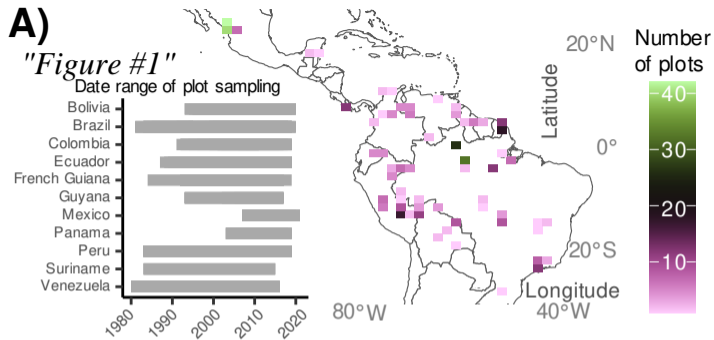 A)
"Figure #1"
Date range of plot sampling
Bolivia
Brazil
Colombia
Ecuador
French Guiana
Guyana
Mexico
Panama
Peru
Suriname
Venezuela
1980
1990
2000
2010
2020
20°N
0°
20°S
Latitude
80°W
Longitude
40°W
Number
of plots
40
30
20
10